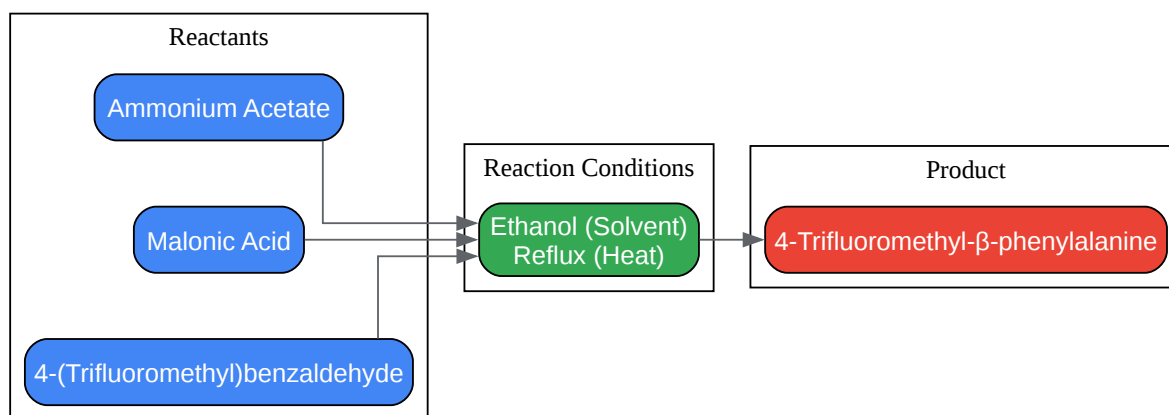 Reactants
Ammonium Acetate
Malonic Acid
4-(Trifluoromethyl)benzaldehyde
Reaction Conditions
Ethanol (Solvent)
Reflux (Heat)
Product
4-Trifluoromethyl-β-phenylalanine